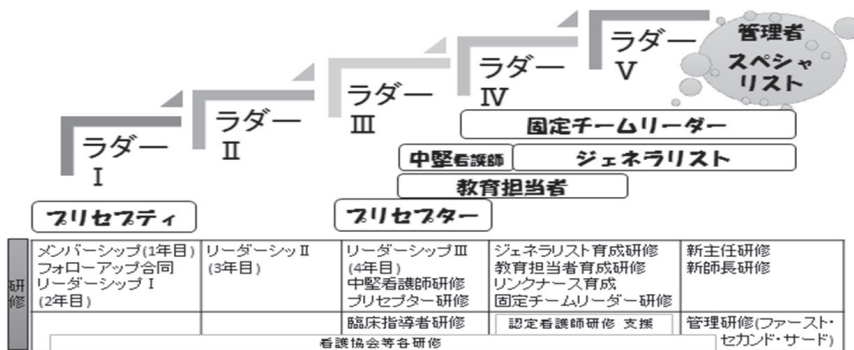 管理者
スペシャ
リスト
ラダー
Ⅴ
ラダー
Ⅳ
ラダー
Ⅲ
ラダー
Ⅱ
ラダー
Ⅰ
固定チームリーダー
中堅看護師
ジェネラリスト
教育担当者
プリセプティ
プリセプター
研修
メンバーシップ(1年目)
フォローアップ合同
リーダーシップⅠ
(2年目)
リーダーシッⅡ
(3年目)
リーダーシップⅢ
(4年目)
中堅看護師研修
プリセプター研修
ジェネラリスト育成研修
教育担当者育成研修
リンクナース育成
固定チームリーダー研修
新主任研修
新師長研修
臨床指導者研修
認定看護師研修 支援
管理研修(ファースト・
セカンド・サード)
看護協会等各研修